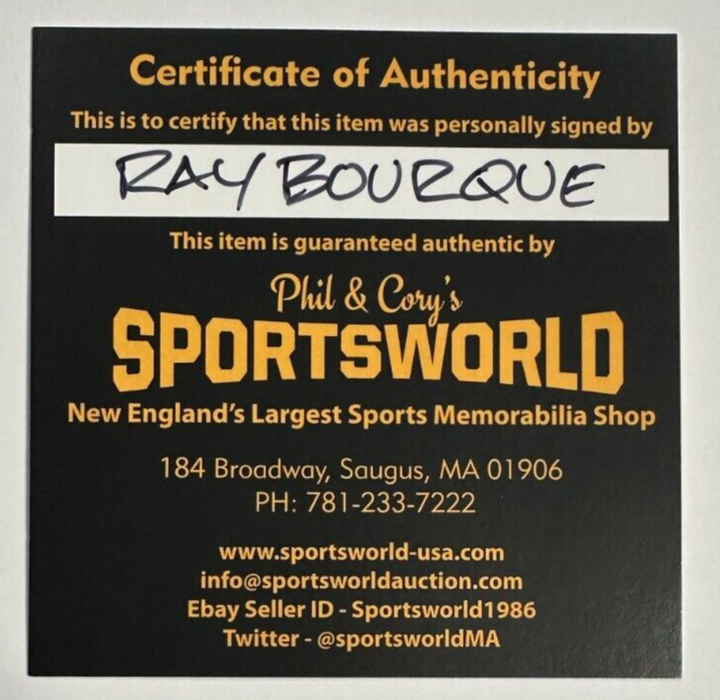 Certificate of Authenticity
This is to certify that this item was personally signed by
RAY BOURQUE
This item is guaranteed authentic by
Phil & Cory's
SPORTSWORLD
New England's Largest Sports Memorabilia Shop
184 Broadway, Saugus, MA 01906
PH: 781-233-7222
www.sportsworld-usa.com
info@sportsworldauction.com
Ebay Seller ID - Sportsworld1986
Twitter - @sportsworldMA